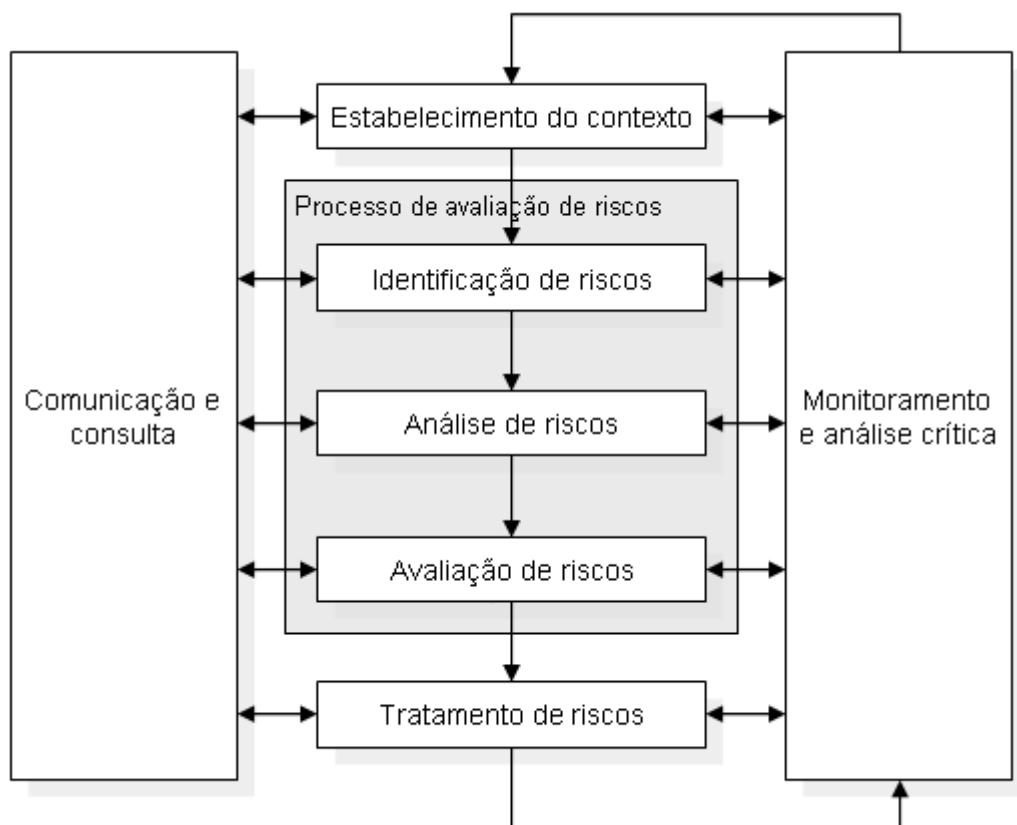 Estabelecimento do contexto
Processo de avaliação de riscos
Identificação de riscos
Comunicação e
consulta
Análise de riscos
Monitoramento
e análise crítica
Avaliação de riscos
Tratamento de riscos